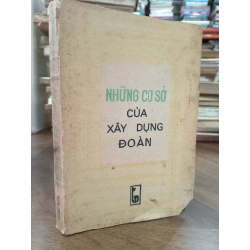 NHỮNG CƠ SỞ
CỦA
XÂY DỰNG
ĐOÀN